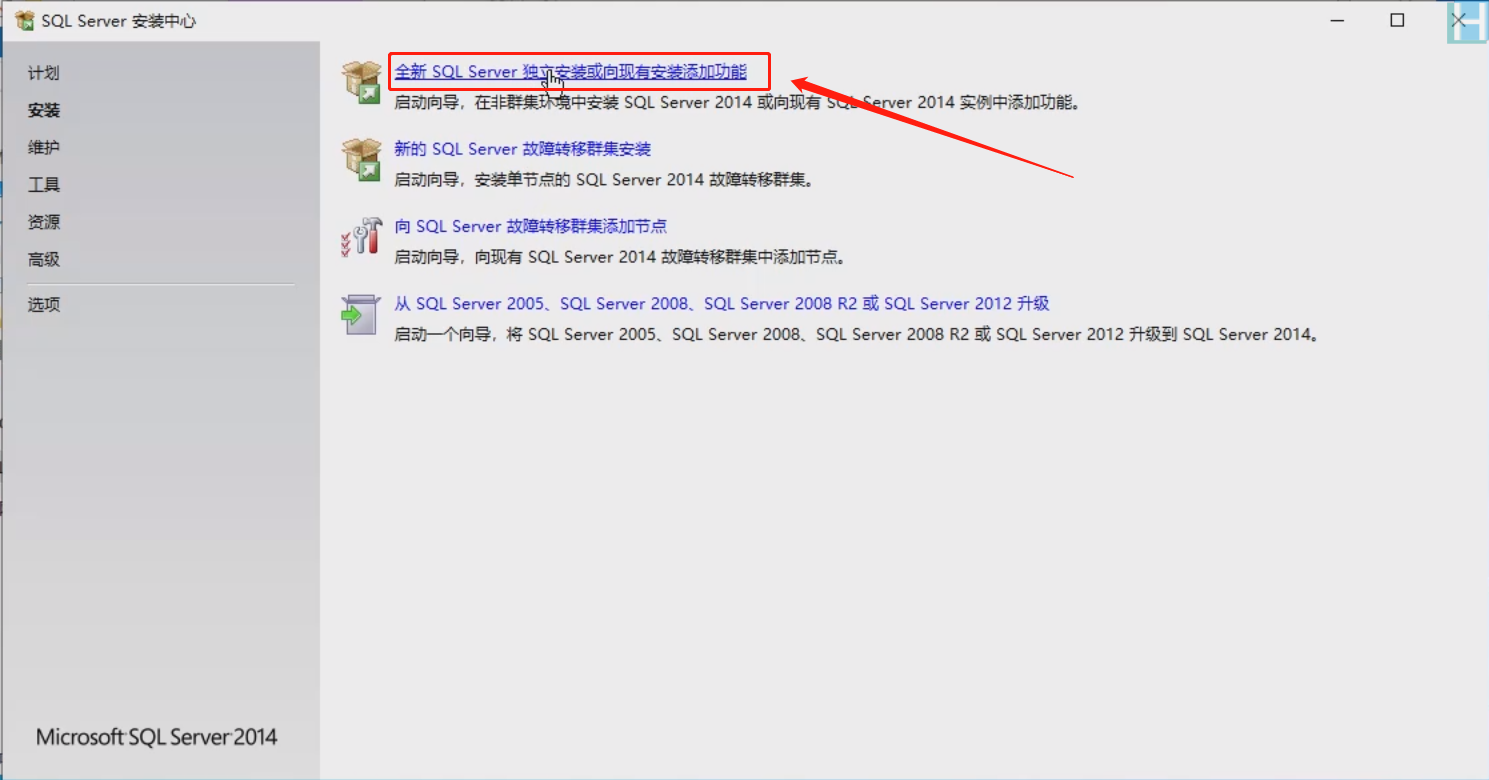 SQL Server 安装中心
计划
安装
维护
工具
资源
高级
选项
全新 SQL Server 独立安装或向现有安装添加功能
启动向导，在非群集环境中安装 SQL Server 2014 或向现有 SQL Server 2014 实例中添加功能。
新的 SQL Server 故障转移群集安装
启动向导，安装单节点的 SQL Server 2014 故障转移群集。
向 SQL Server 故障转移群集添加节点
启动向导，向现有 SQL Server 2014 故障转移群集中添加节点。
从 SQL Server 2005、SQL Server 2008、SQL Server 2008 R2 或 SQL Server 2012 升级
启动一个向导，将 SQL Server 2005、SQL Server 2008、SQL Server 2008 R2 或 SQL Server 2012 升级到 SQL Server 2014。
Microsoft SQL Server 2014